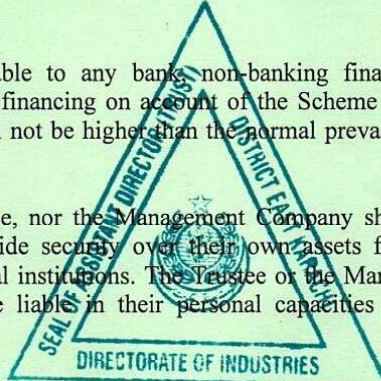 able to any bank, non-banking fina
financing on account of the Scheme
not be higher than the normal preva
e, nor the Management Company sh
ide security over their own assets f
al institutions. The Trustee or the Man
e liable in their personal capacities
SEAL OF ASSISTANT DIRECTOR (TRUST)
DISTRICT EAST
DIRECTORATE OF INDUSTRIES